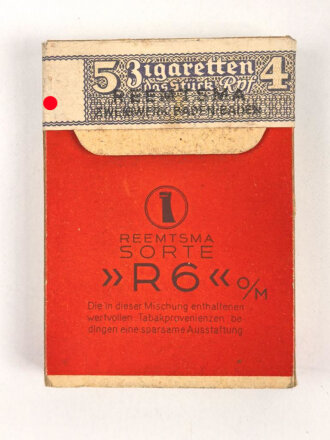 5 Zigaretten 4
Das Stück Rpf
REEMTSMA
REEMTSMA
SORTE
»R6« O/M
Die in dieser Mischung enthaltenen
wertvollen Tabakprovenienzen be
dingen eine sparsame Ausstattung